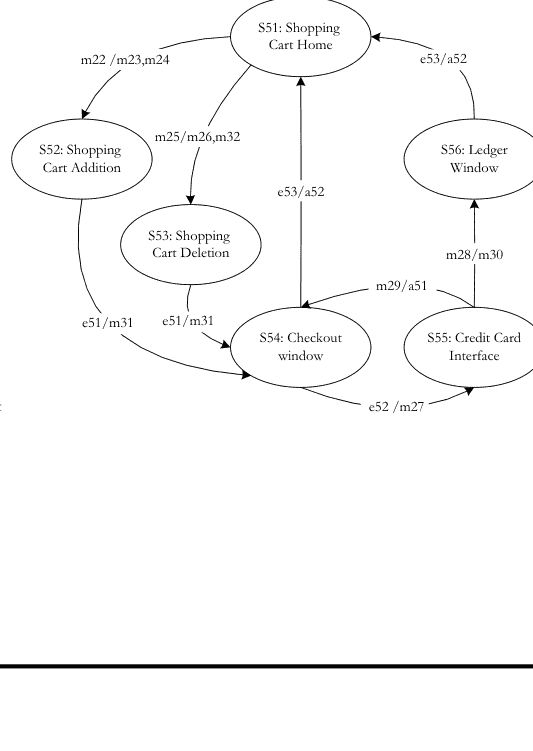 S51: Shopping
Cart Home
m22 /m23,m24
e53/a52
m25/m26,m32
S52: Shopping
Cart Addition
S56: Ledger
Window
e53/a52
S53: Shopping
Cart Deletion
m28/m30
m29/a51
e51/m31
e51/m31
S54: Checkout
window
S55: Credit Card
Interface
e52 /m27